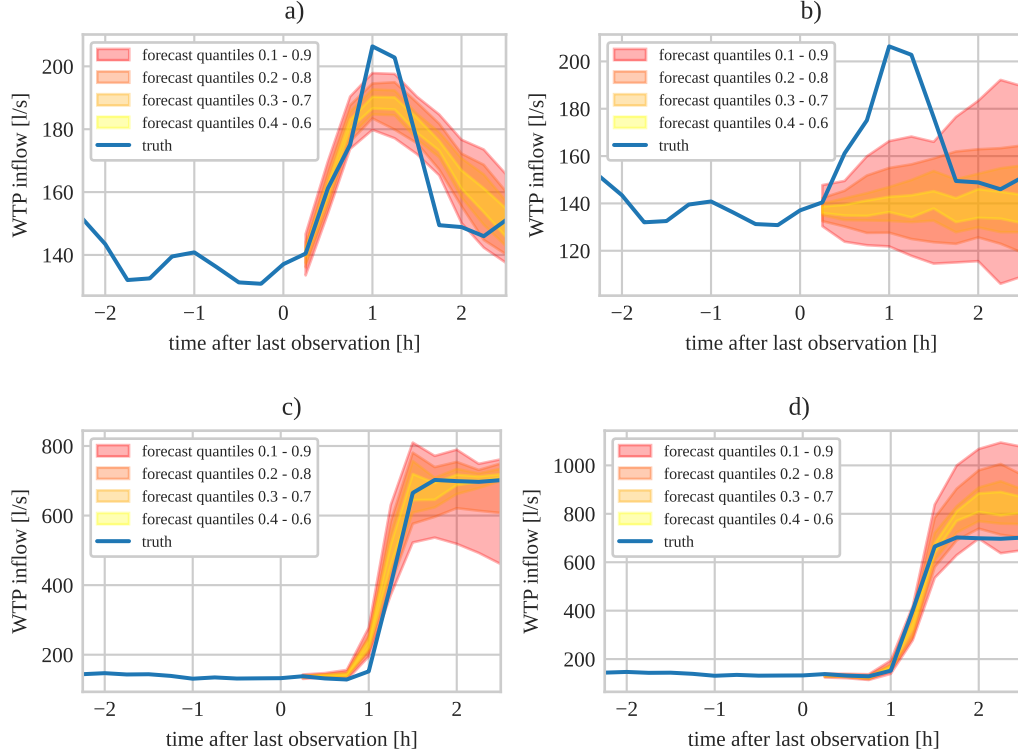 a)
WTP inflow [l/s]
200
180
160
140
forecast quantiles 0.1 - 0.9
forecast quantiles 0.2 - 0.8
forecast quantiles 0.3 - 0.7
forecast quantiles 0.4 - 0.6
truth
−2 −1 0 1 2
time after last observation [h]
b)
WTP inflow [l/s]
200
180
160
140
120
forecast quantiles 0.1 - 0.9
forecast quantiles 0.2 - 0.8
forecast quantiles 0.3 - 0.7
forecast quantiles 0.4 - 0.6
truth
−2 −1 0 1 2
time after last observation [h]
c)
WTP inflow [l/s]
800
600
400
200
forecast quantiles 0.1 - 0.9
forecast quantiles 0.2 - 0.8
forecast quantiles 0.3 - 0.7
forecast quantiles 0.4 - 0.6
truth
−2 −1 0 1 2
time after last observation [h]
d)
WTP inflow [l/s]
1000
800
600
400
200
forecast quantiles 0.1 - 0.9
forecast quantiles 0.2 - 0.8
forecast quantiles 0.3 - 0.7
forecast quantiles 0.4 - 0.6
truth
−2 −1 0 1 2
time after last observation [h]